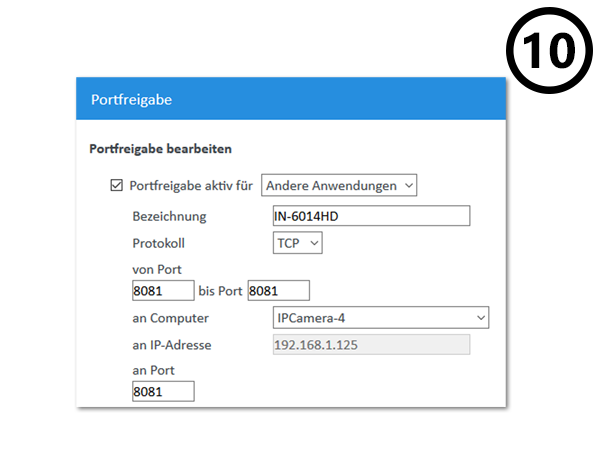 10
Portfreigabe
Portfreigabe bearbeiten
Portfreigabe aktiv für Andere Anwendungen
Bezeichnung IN-6014HD
Protokoll TCP
von Port
8081 bis Port 8081
an Computer IPCamera-4
an IP-Adresse 192.168.1.125
an Port
8081